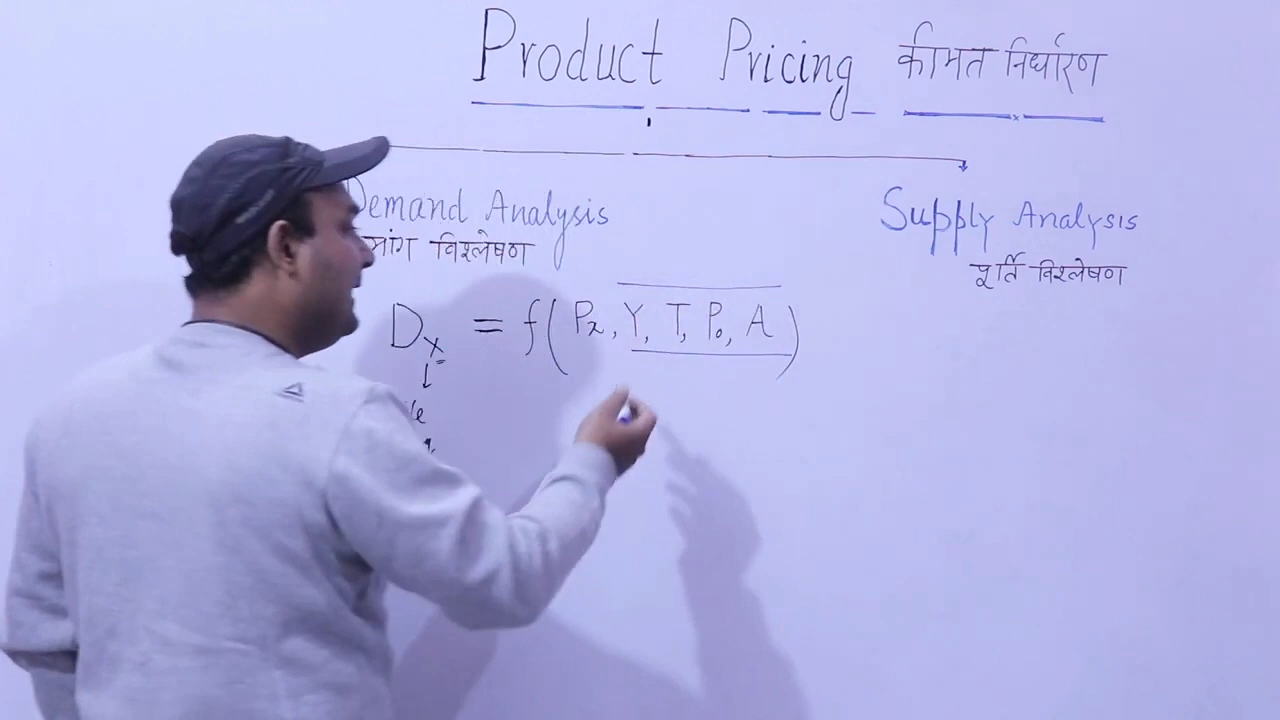 Product Pricing कीमत निर्धारण
Demand Analysis
मांग विश्लेषण
Supply Analysis
पूर्ति विश्लेषण
Dx = f(Px, Y, T, Po, A)